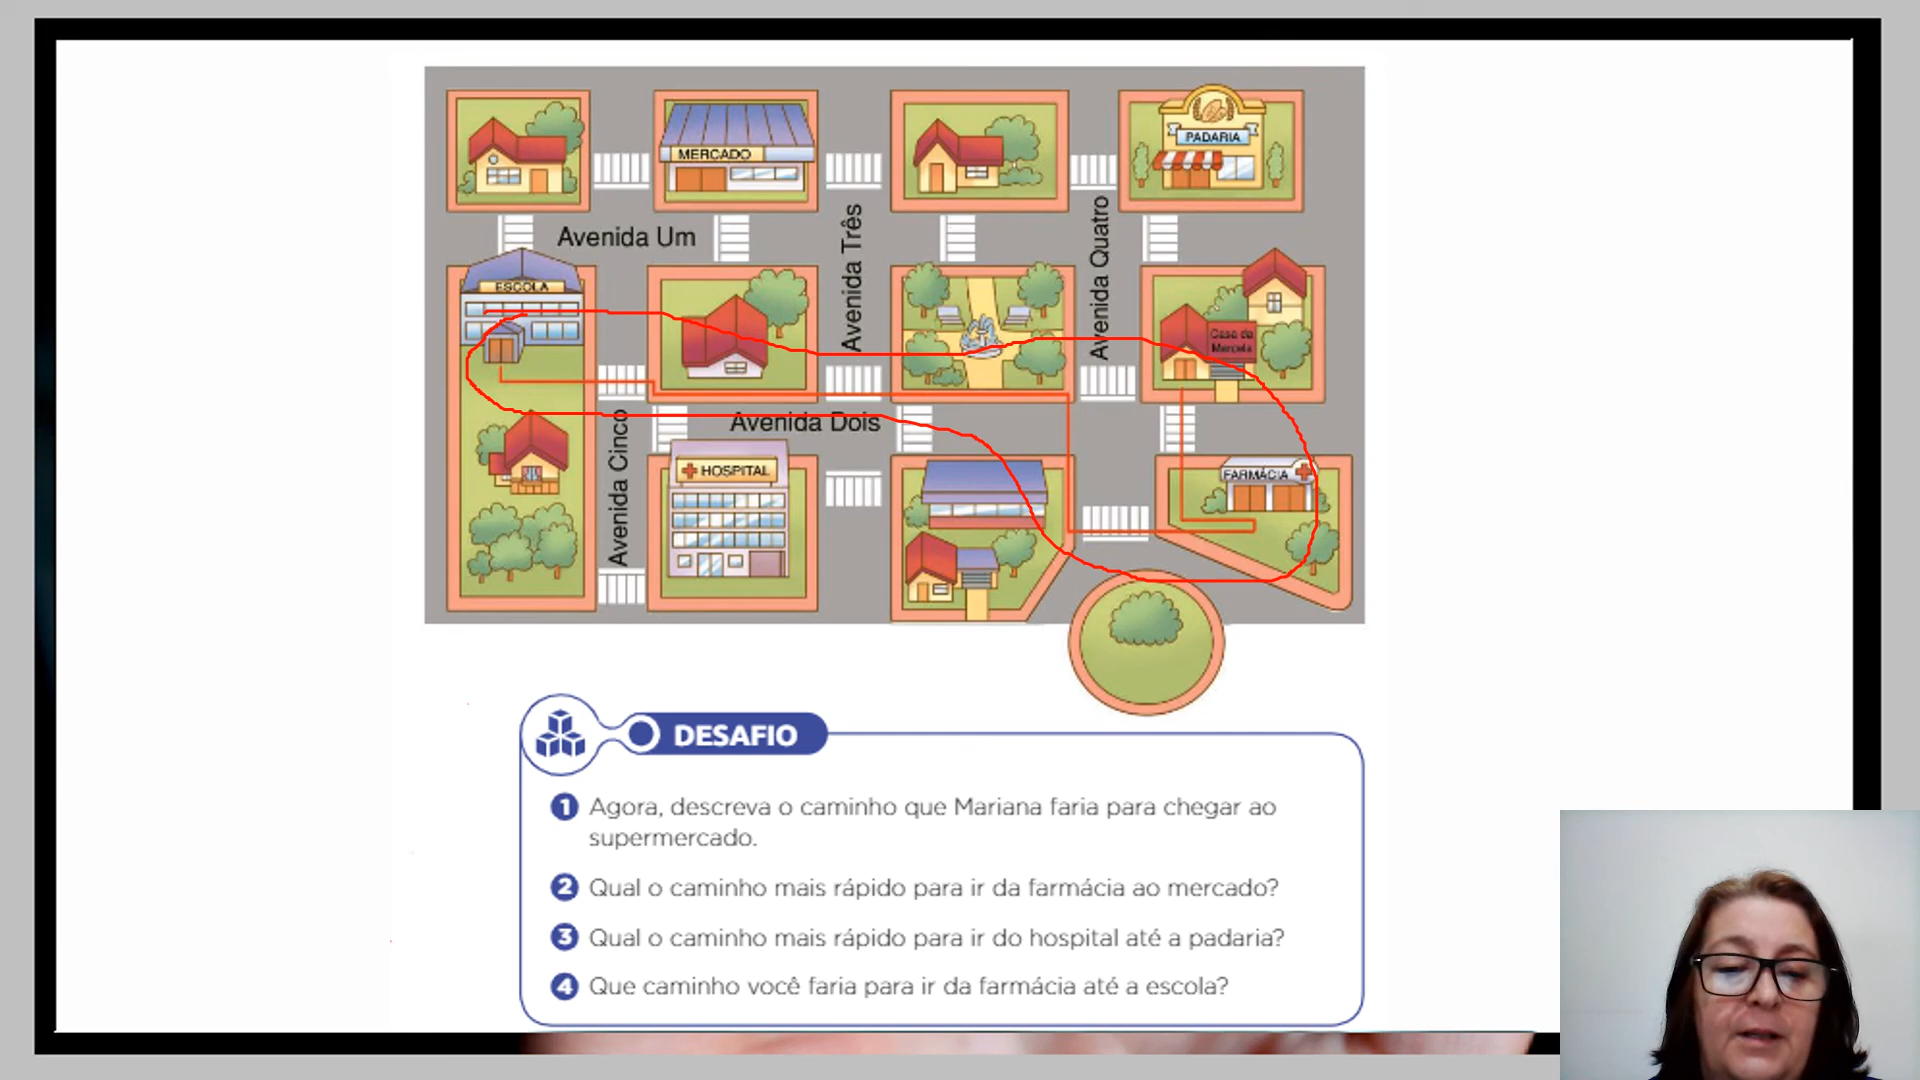 MERCADO
PADARIA
Avenida Um
Avenida Três
Avenida Quatro
ESCOLA
Casa da
Marcela
Avenida Dois
Avenida Cinco
HOSPITAL
FARMÁCIA
DESAFIO
1 Agora, descreva o caminho que Mariana faria para chegar ao
supermercado.
2 Qual o caminho mais rápido para ir da farmácia ao mercado?
3 Qual o caminho mais rápido para ir do hospital até a padaria?
4 Que caminho você faria para ir da farmácia até a escola?